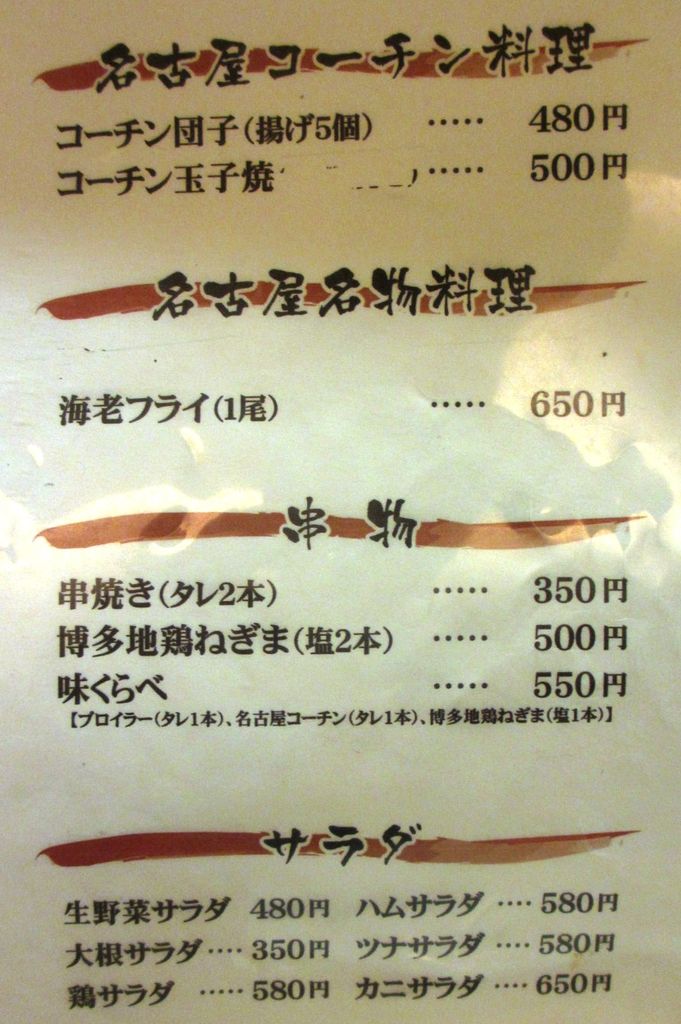 名古屋コーチン料理
コーチン団子(揚げ5個) ‥‥‥ 480円
コーチン玉子焼 ‥‥‥ 500円
名古屋名物料理
海老フライ(1尾) ‥‥‥ 650円
串 物
串焼き(タレ2本) ‥‥‥ 350円
博多地鶏ねぎま(塩2本) ‥‥‥ 500円
味くらべ ‥‥‥ 550円
【ブロイラー(タレ1本)、名古屋コーチン(タレ1本)、博多地鶏ねぎま(塩1本)】
サラダ
生野菜サラダ 480円 ハムサラダ ‥‥ 580円
大根サラダ ‥‥ 350円 ツナサラダ ‥‥ 580円
鶏サラダ ‥‥‥ 580円 カニサラダ ‥‥ 650円